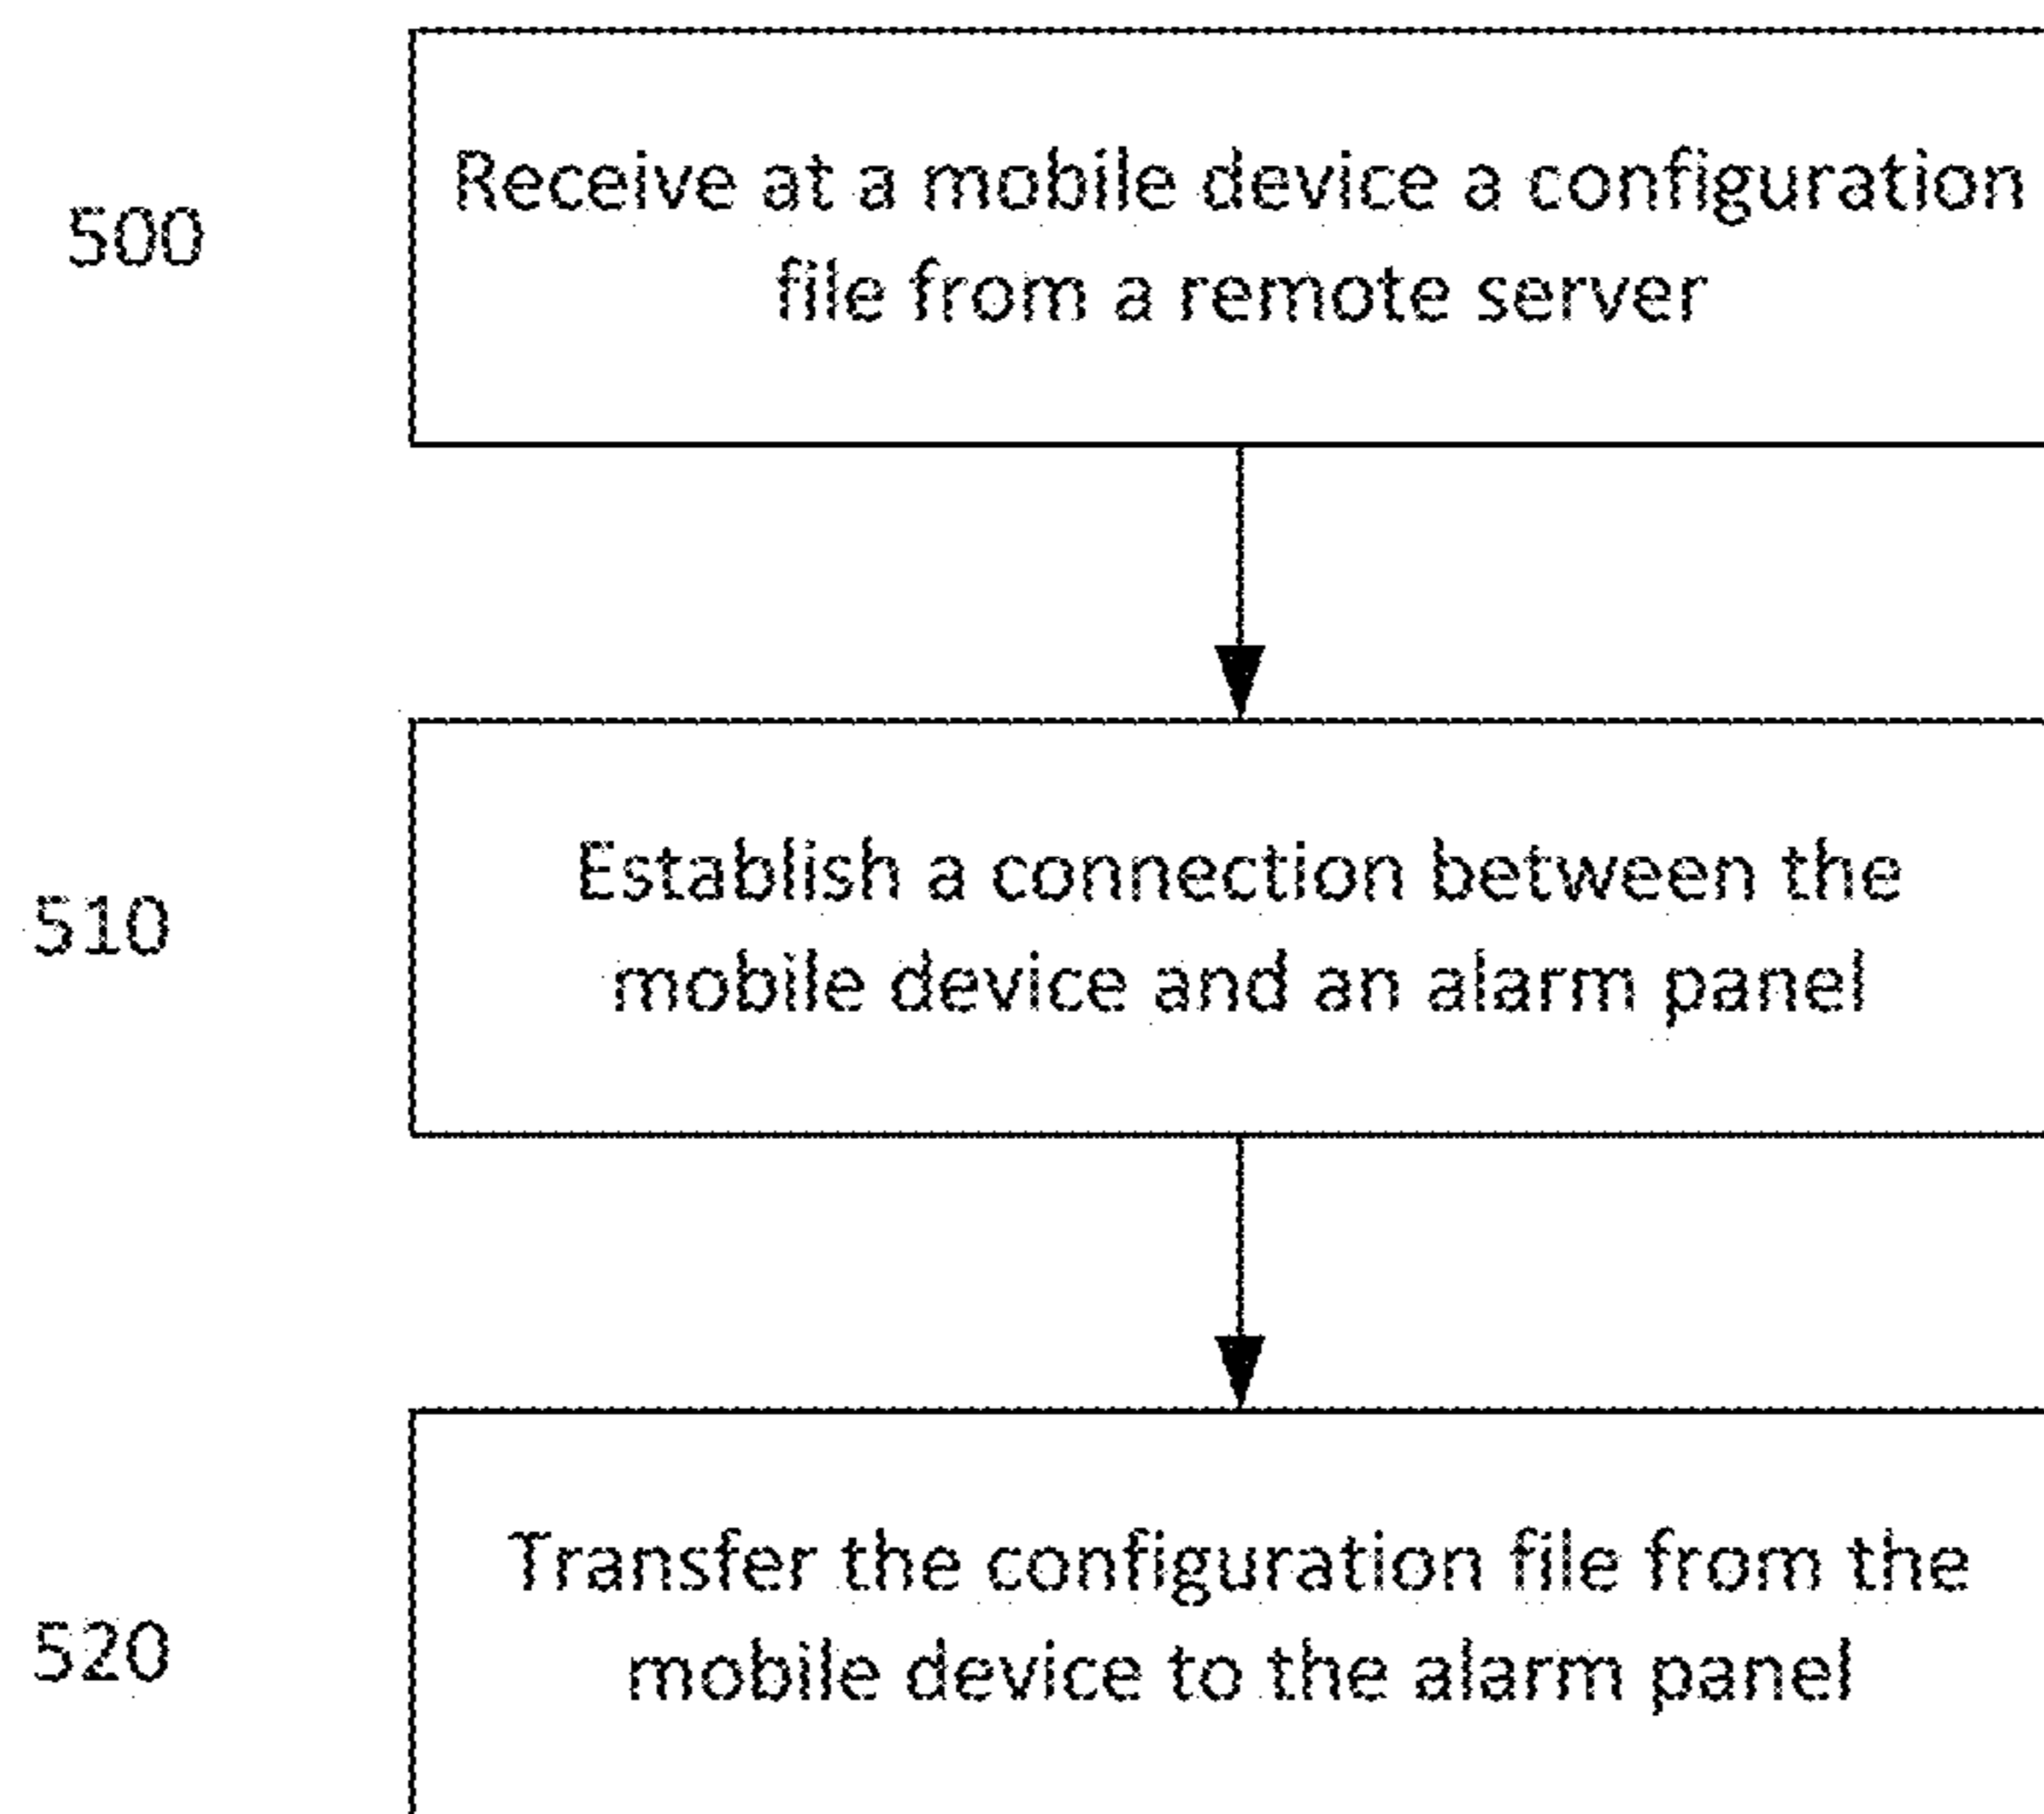 500
Receive at a mobile device a configuration
file from a remote server
510
Establish a connection between the
mobile device and an alarm panel
520
Transfer the configuration file from the
mobile device to the alarm panel